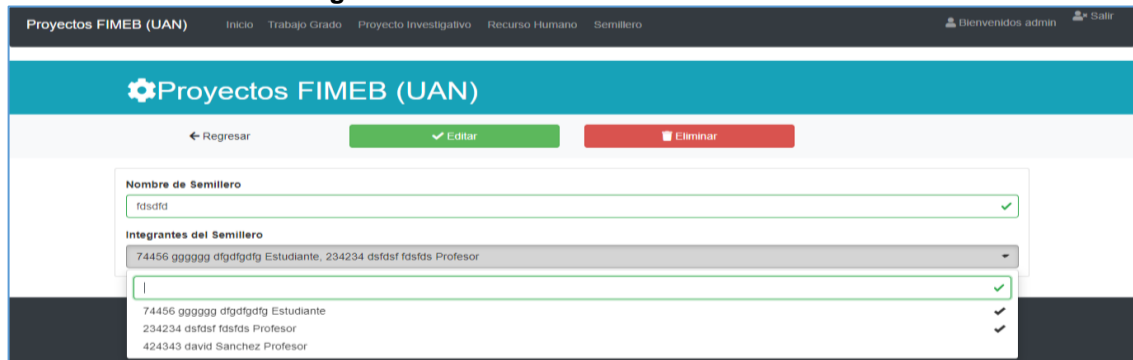 Proyectos FIMEB (UAN) Inicio Trabajo Grado Proyecto Investigativo Recurso Humano Semillero Bienvenidos admin Salir
Proyectos FIMEB (UAN)
Regresar Editar Eliminar
Nombre de Semillero
fdsdfd
Integrantes del Semillero
74456 gggggg dfgdfgdfg Estudiante, 234234 dsfdsf fdsfds Profesor
74456 gggggg dfgdfgdfg Estudiante
234234 dsfdsf fdsfds Profesor
424343 david Sanchez Profesor